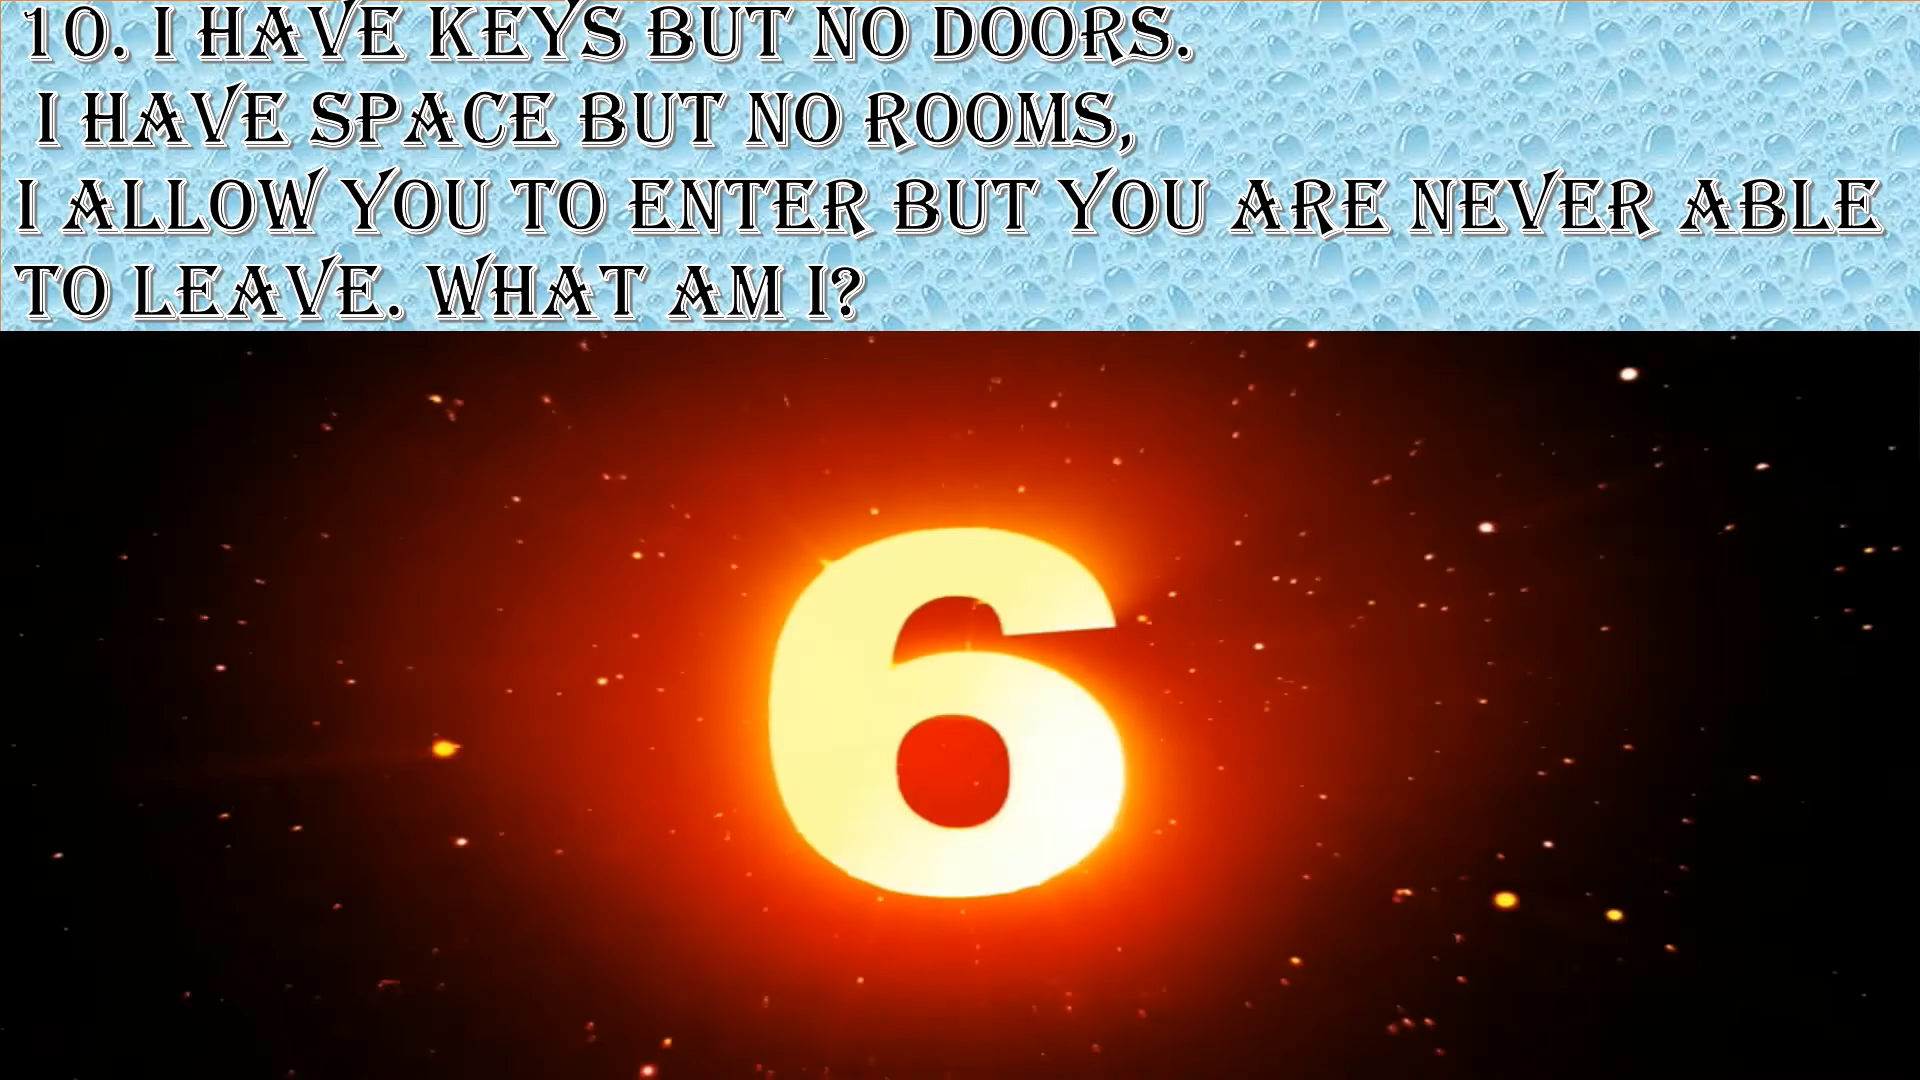 10. I HAVE KEYS BUT NO DOORS.
I HAVE SPACE BUT NO ROOMS,
I ALLOW YOU TO ENTER BUT YOU ARE NEVER ABLE
TO LEAVE. WHAT AM I?
6